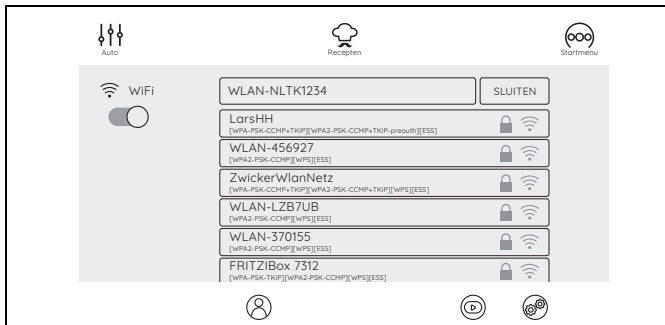 Auto
Recepten
Startmenu
WiFi
WLAN-NLTK1234
SLUITEN
LarsHH
[WPA-PSK-CCMP+TKIP][WPA2-PSK-CCMP+TKIP-preauth][ESS]
WLAN-456927
[WPA2-PSK-CCMP][WPS][ESS]
ZwickerWlanNetz
[WPA-PSK-CCMP+TKIP][WPA2-PSK-CCMP+TKIP][WPS][ESS]
WLAN-LZB7UB
[WPA2-PSK-CCMP][WPS][ESS]
WLAN-370155
[WPA2-PSK-CCMP][WPS][ESS]
FRITZIBox 7312
[WPA-PSK-TKIP][WPA2-PSK-CCMP][WPS][ESS]